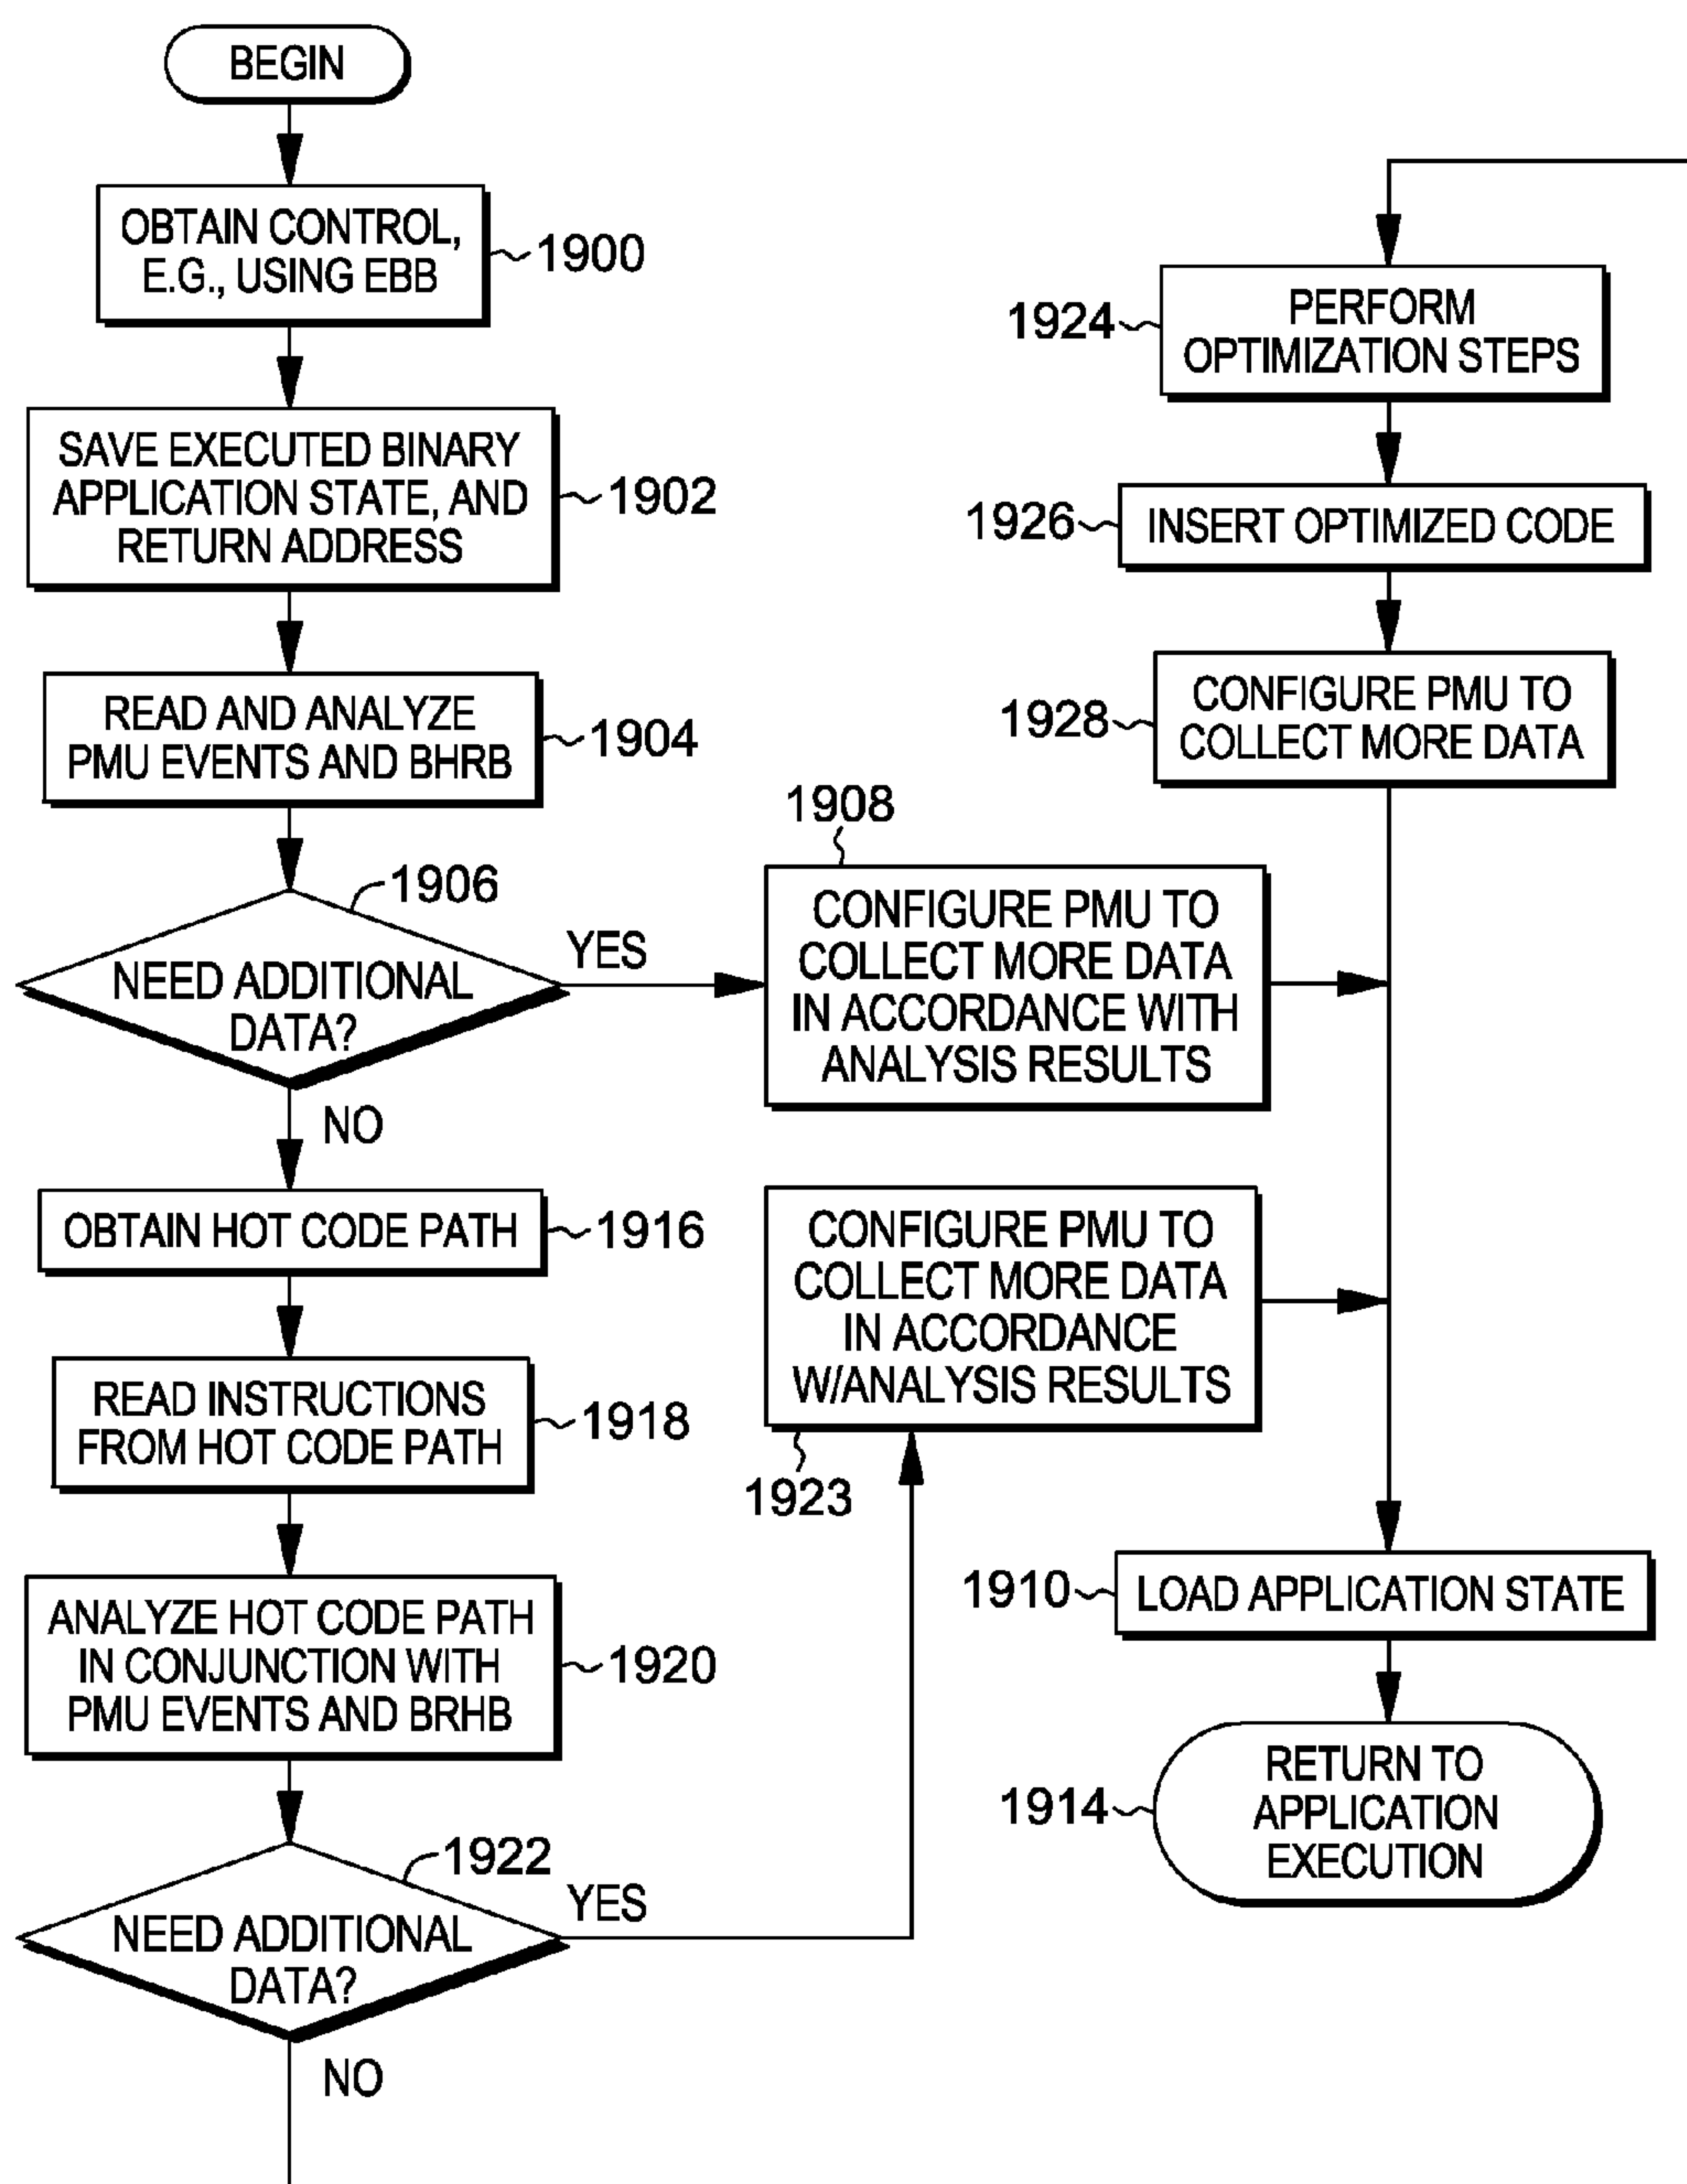 BEGIN
OBTAIN CONTROL,
E.G., USING EBB
1900
SAVE EXECUTED BINARY
APPLICATION STATE, AND
RETURN ADDRESS
1902
READ AND ANALYZE
PMU EVENTS AND BHRB
1904
1906
NEED ADDITIONAL
DATA?
YES
NO
1908
CONFIGURE PMU TO
COLLECT MORE DATA
IN ACCORDANCE WITH
ANALYSIS RESULTS
OBTAIN HOT CODE PATH
1916
READ INSTRUCTIONS
FROM HOT CODE PATH
1918
ANALYZE HOT CODE PATH
IN CONJUNCTION WITH
PMU EVENTS AND BRHB
1920
1922
NEED ADDITIONAL
DATA?
YES
NO
CONFIGURE PMU TO
COLLECT MORE DATA
IN ACCORDANCE
W/ANALYSIS RESULTS
1923
1924
PERFORM
OPTIMIZATION STEPS
1926
INSERT OPTIMIZED CODE
1928
CONFIGURE PMU TO
COLLECT MORE DATA
1910
LOAD APPLICATION STATE
1914
RETURN TO
APPLICATION
EXECUTION